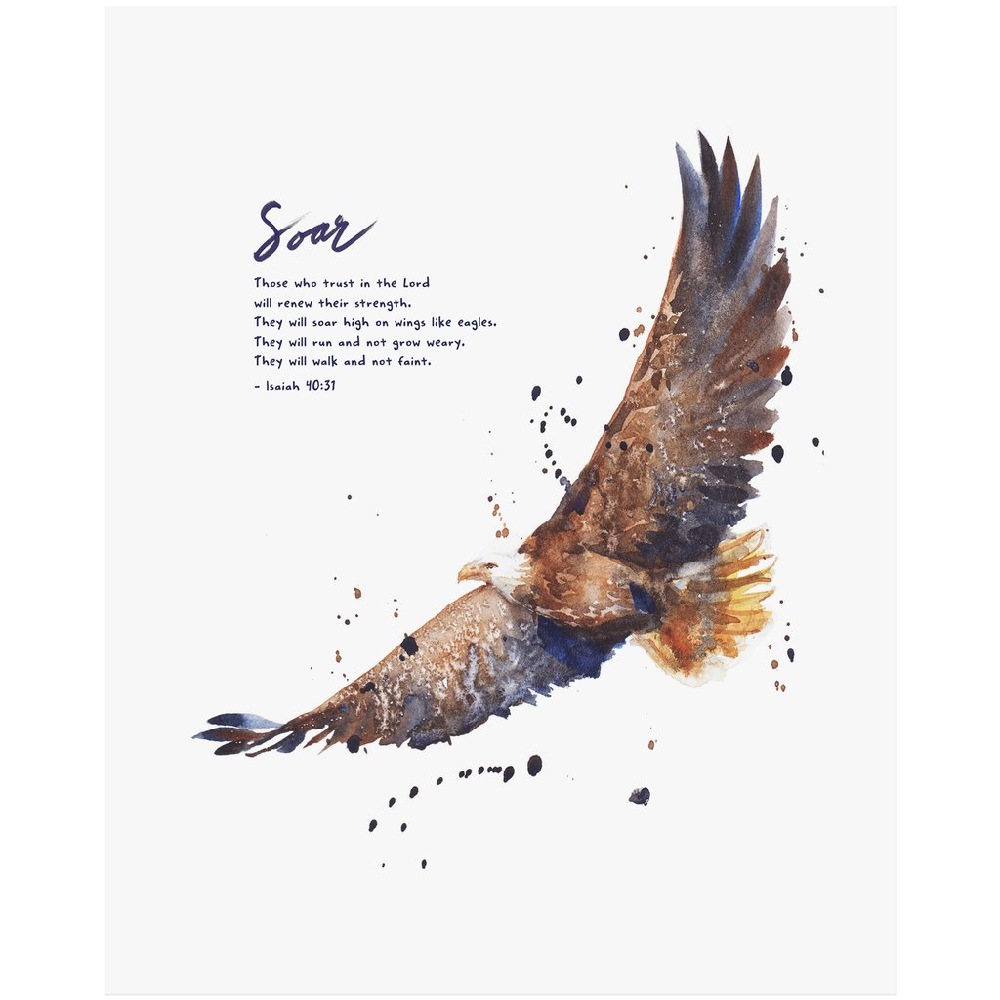 Soar
Those who trust in the Lord
will renew their strength.
They will soar high on wings like eagles.
They will run and not grow weary.
They will walk and not faint.
- Isaiah 40:31